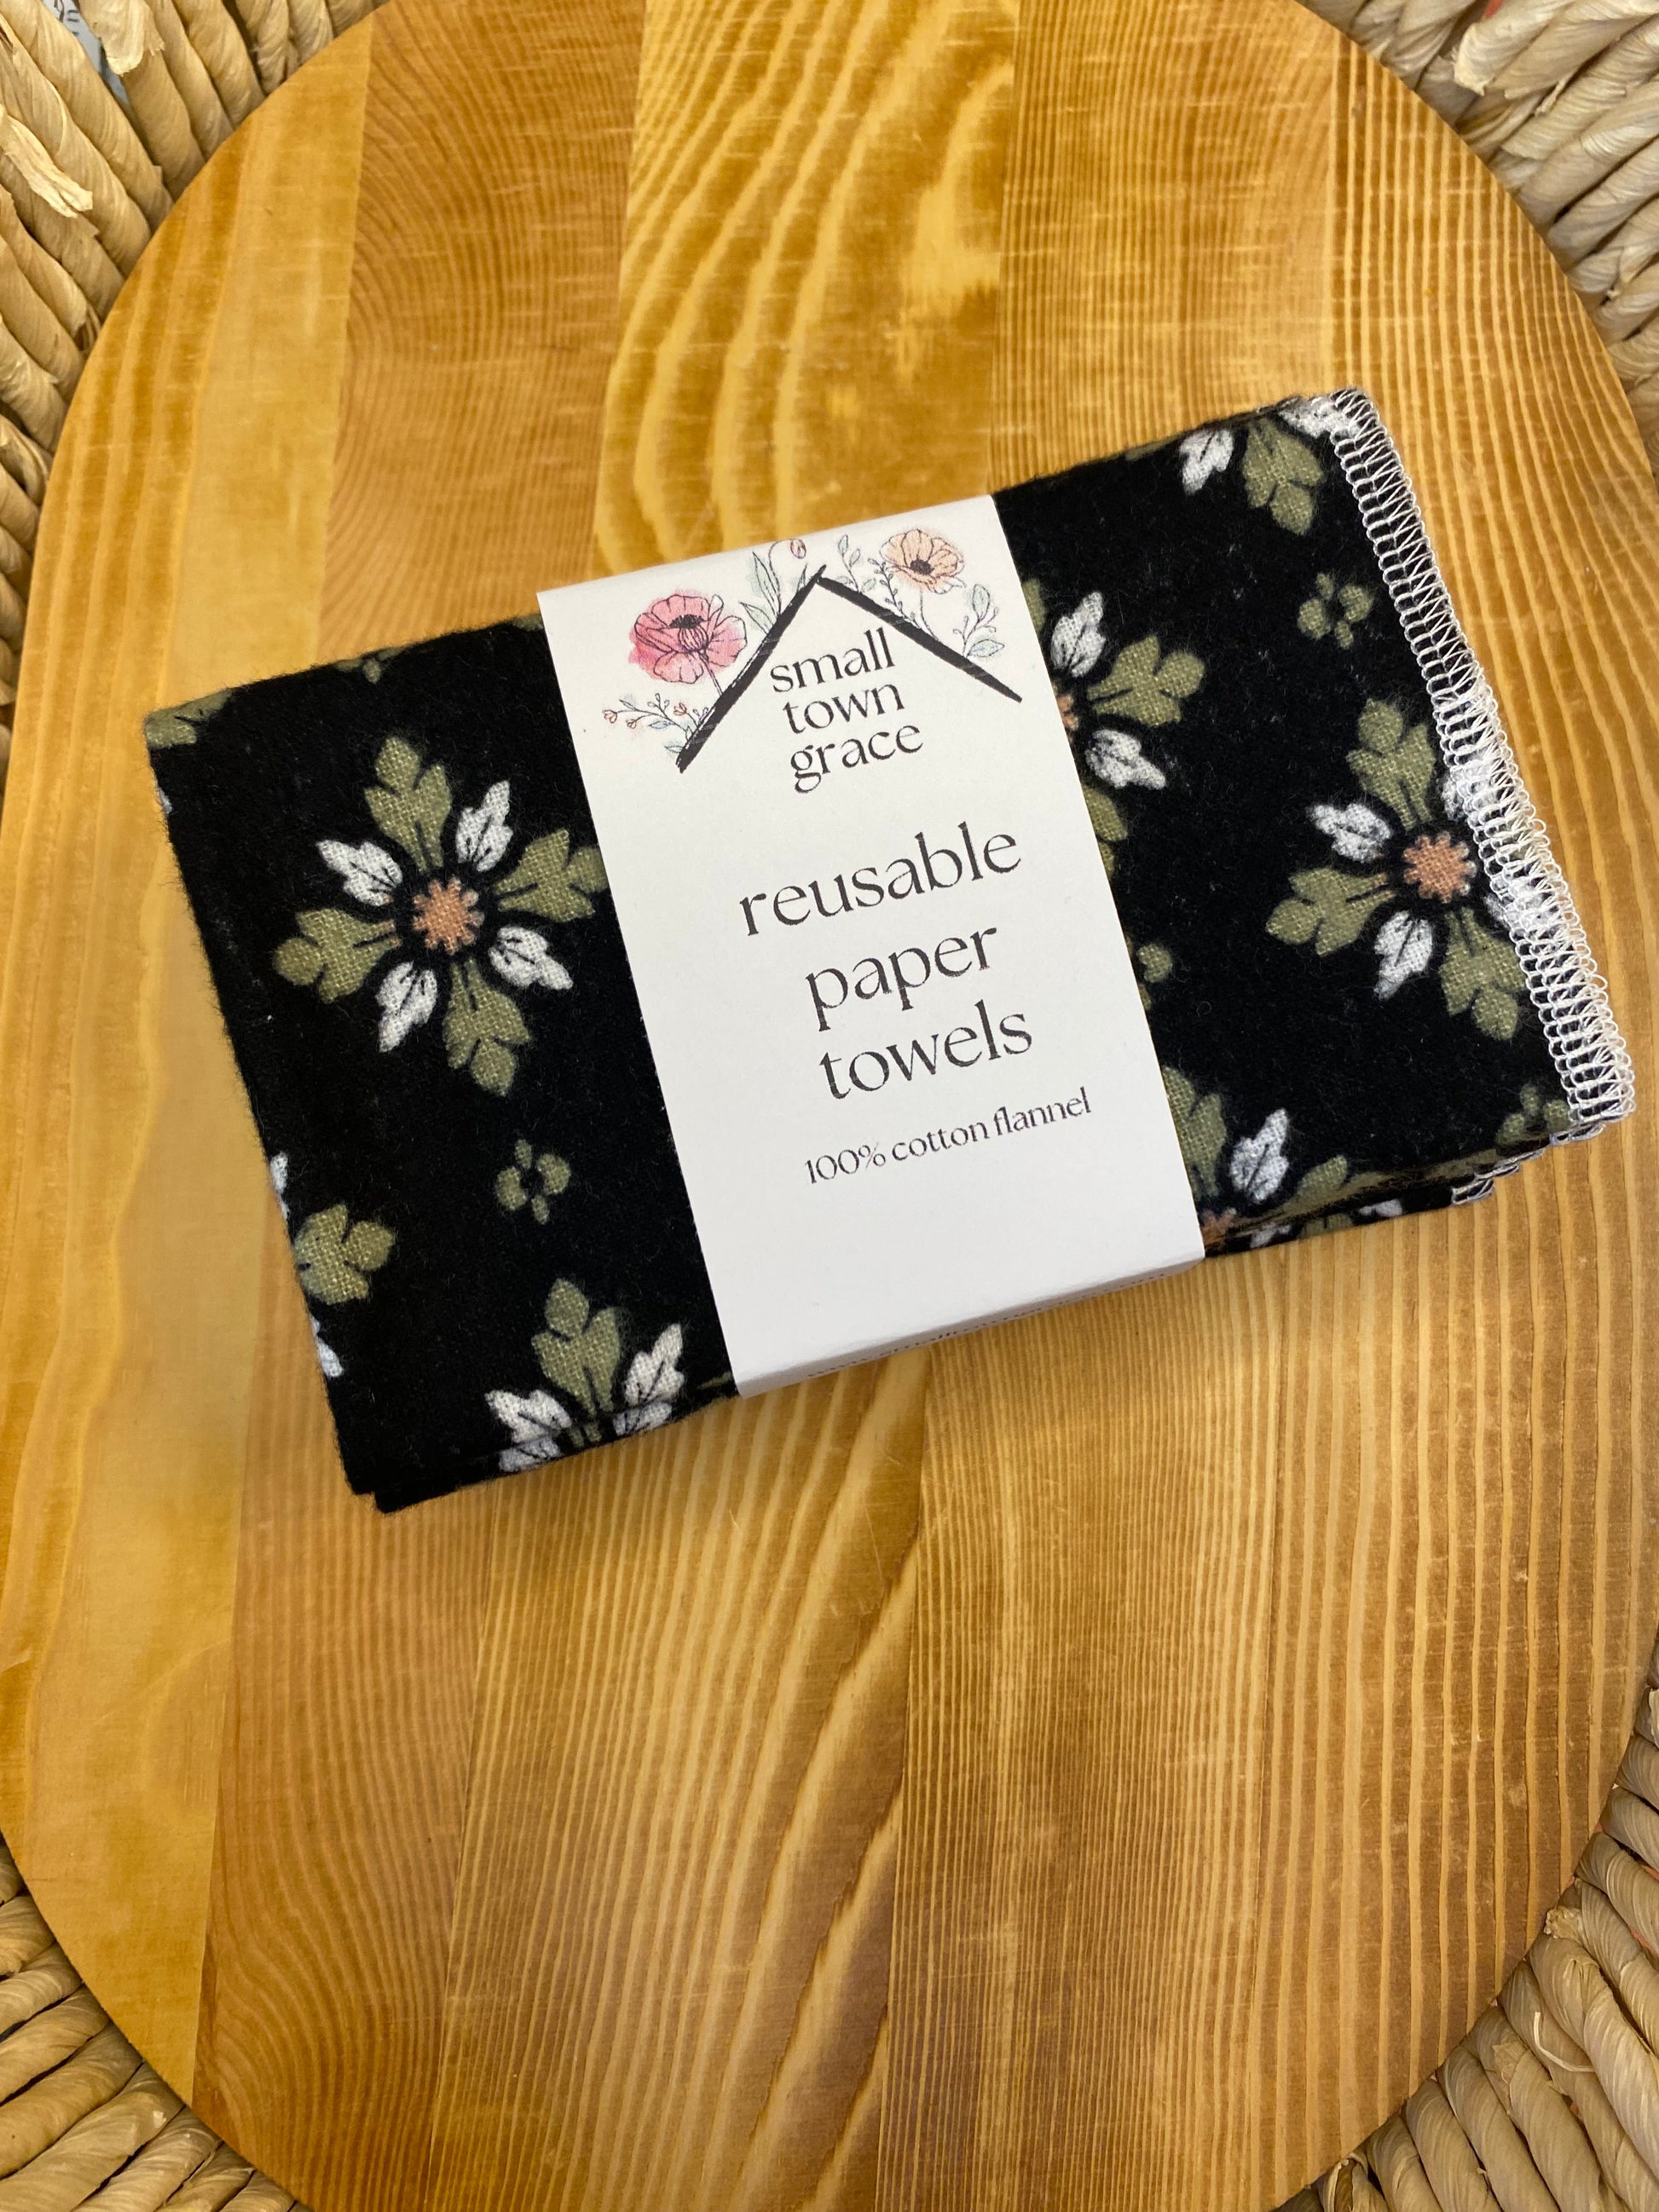 small
town
grace
reusable
paper
towels
100% cotton flannel